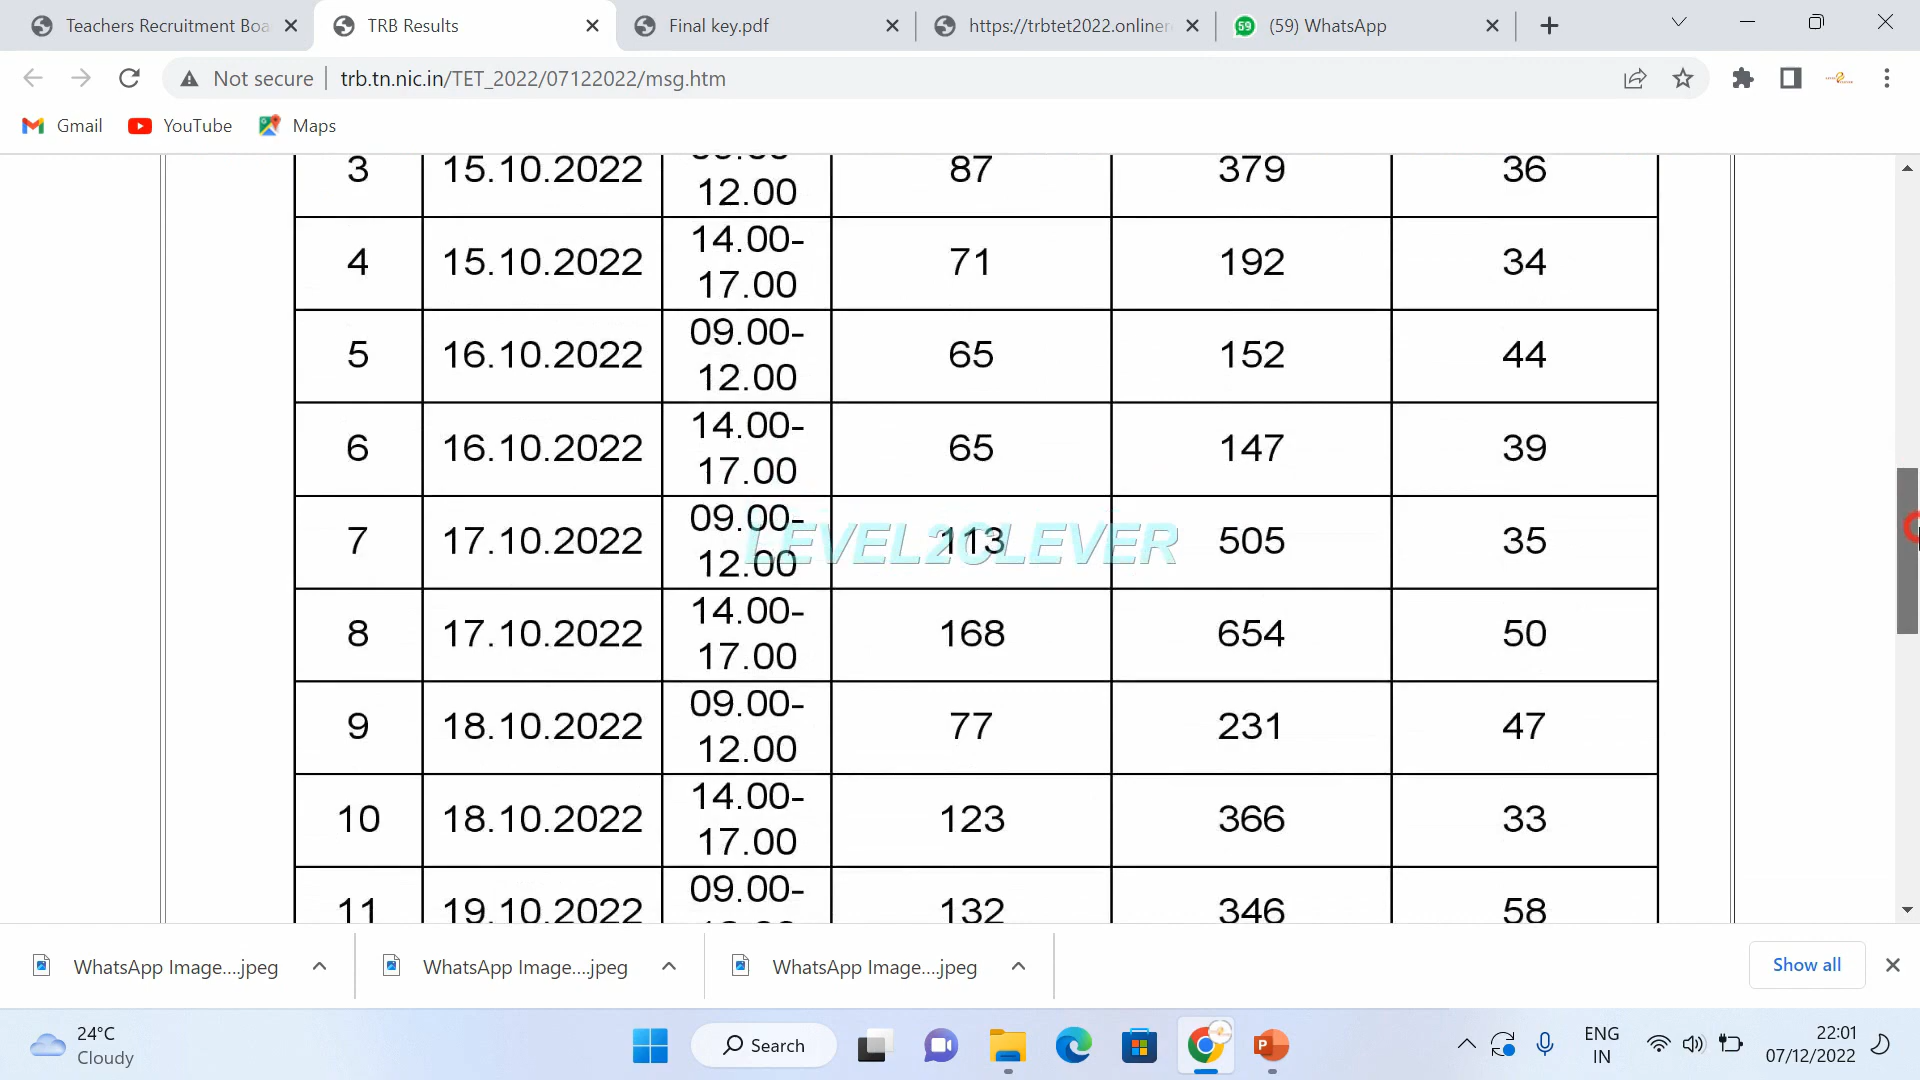 Teachers Recruitment Boa
TRB Results
Final key.pdf
https://trbtet2022.onliner
59
(59) WhatsApp
Not secure
trb.tn.nic.in/TET_2022/07122022/msg.htm
Gmail
YouTube
Maps
3 15.10.2022 12.00 87 379 36
4 15.10.2022 14.00-
17.00 71 192 34
5 16.10.2022 09.00-
12.00 65 152 44
6 16.10.2022 14.00-
17.00 65 147 39
7 17.10.2022 09.00-
12.00 113 505 35
LEVEL2CLEVER
8 17.10.2022 14.00-
17.00 168 654 50
9 18.10.2022 09.00-
12.00 77 231 47
10 18.10.2022 14.00-
17.00 123 366 33
11 19.10.2022 09.00- 132 346 58
WhatsApp Image....jpeg
WhatsApp Image....jpeg
WhatsApp Image....jpeg
Show all
24°C
Cloudy
Search
P
ENG
IN
22:01
07/12/2022